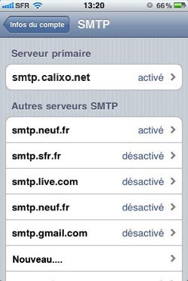 SFR 13:20 66%
Infos du compte SMTP
Serveur primaire
smtp.calixo.net activé
Autres serveurs SMTP
smtp.neuf.fr activé
smtp.sfr.fr désactivé
smtp.live.com désactivé
smtp.neuf.fr désactivé
smtp.gmail.com désactivé
Nouveau....